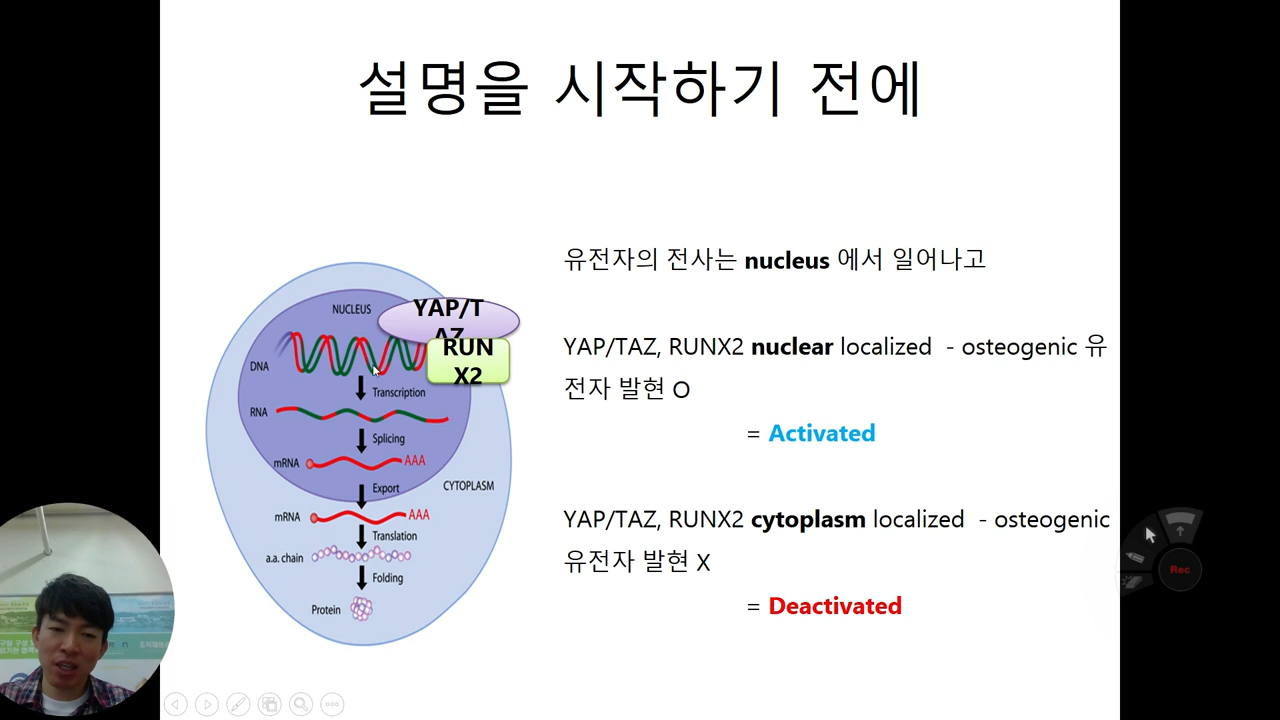 설명을 시작하기 전에
유전자의 전사는 nucleus 에서 일어나고
YAP/TAZ, RUNX2 nuclear localized - osteogenic 유
전자 발현 O
= Activated
YAP/TAZ, RUNX2 cytoplasm localized - osteogenic
유전자 발현 X
= Deactivated
NUCLEUS
YAP/T
AZ
RUN
X2
DNA
Transcription
RNA
Splicing
mRNA
AAA
Export
CYTOPLASM
mRNA
AAA
Translation
a.a. chain
Folding
Protein
Rec